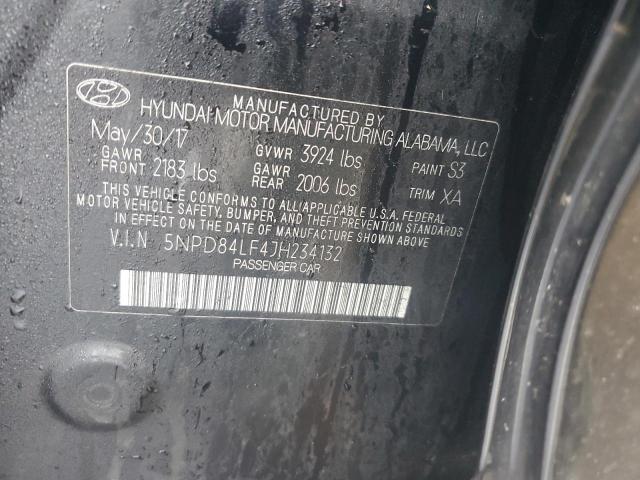 MANUFACTURED BY
HYUNDAI MOTOR MANUFACTURING ALABAMA, LLC
May/30/17 GVWR 3924 lbs PAINT S3
GAWR FRONT 2183 lbs GAWR REAR 2006 lbs TRIM XA
THIS VEHICLE CONFORMS TO ALL/APPLICABLE U.S.A. FEDERAL
MOTOR VEHICLE SAFETY, BUMPER, AND THEFT PREVENTION STANDARDS
IN EFFECT ON THE DATE OF MANUFACTURE SHOWN ABOVE.
V.I.N 5NPD84LF4JH234132
PASSENGER CAR